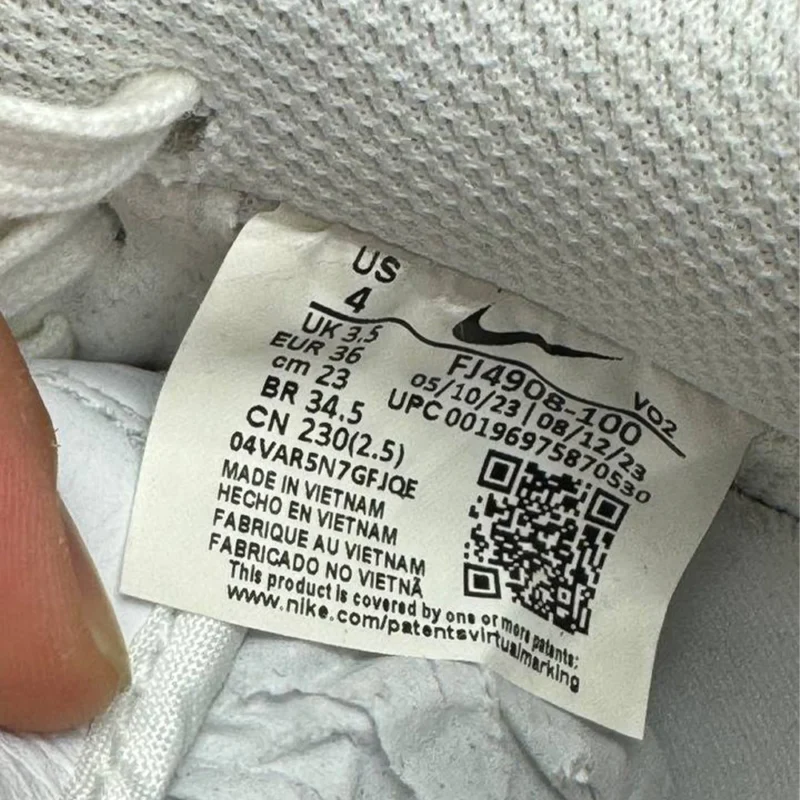 US
4
UK 3.5
EUR 36
cm 23
BR 34.5
CN 230(2.5)
04VAR5N7GFJQE
FJ4908-100 VO2
05/10/23 | 08/12/23
UPC 00196975870530
MADE IN VIETNAM
HECHO EN VIETNAM
FABRIQUE AU VIETNAM
FABRICADO NO VIETNÃ
This product is covered by one or more patents:
www.nike.com/patentsvirtualmarking